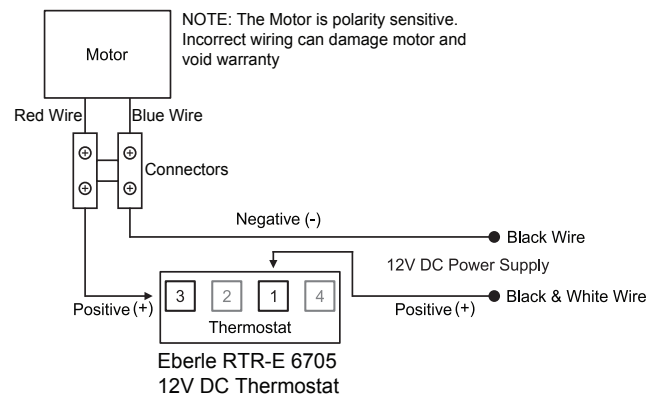 NOTE: The Motor is polarity sensitive.
Incorrect wiring can damage motor and
void warranty
Motor
Red Wire
Blue Wire
Connectors
Negative (-)
Black Wire
12V DC Power Supply
Positive (+)
3
2
1
4
Positive (+)
Black & White Wire
Thermostat
Eberle RTR-E 6705
12V DC Thermostat